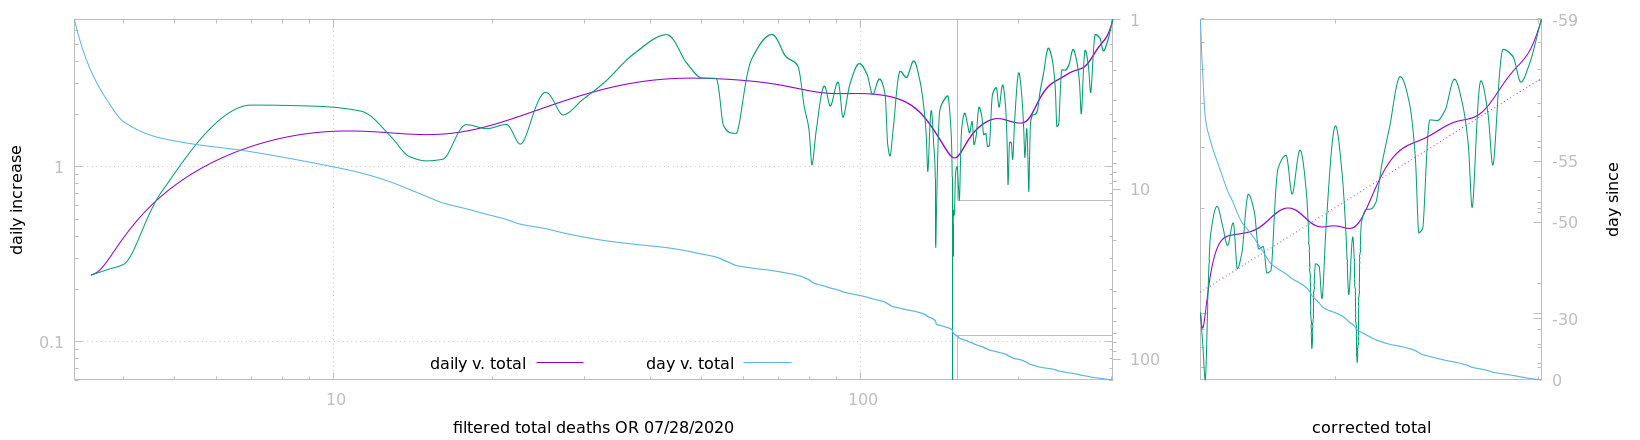 daily increase
1
0.1
daily v. total
day v. total
10
100
filtered total deaths OR 07/28/2020
1
10
100
corrected total
-59
-55
-50
-30
0
day since